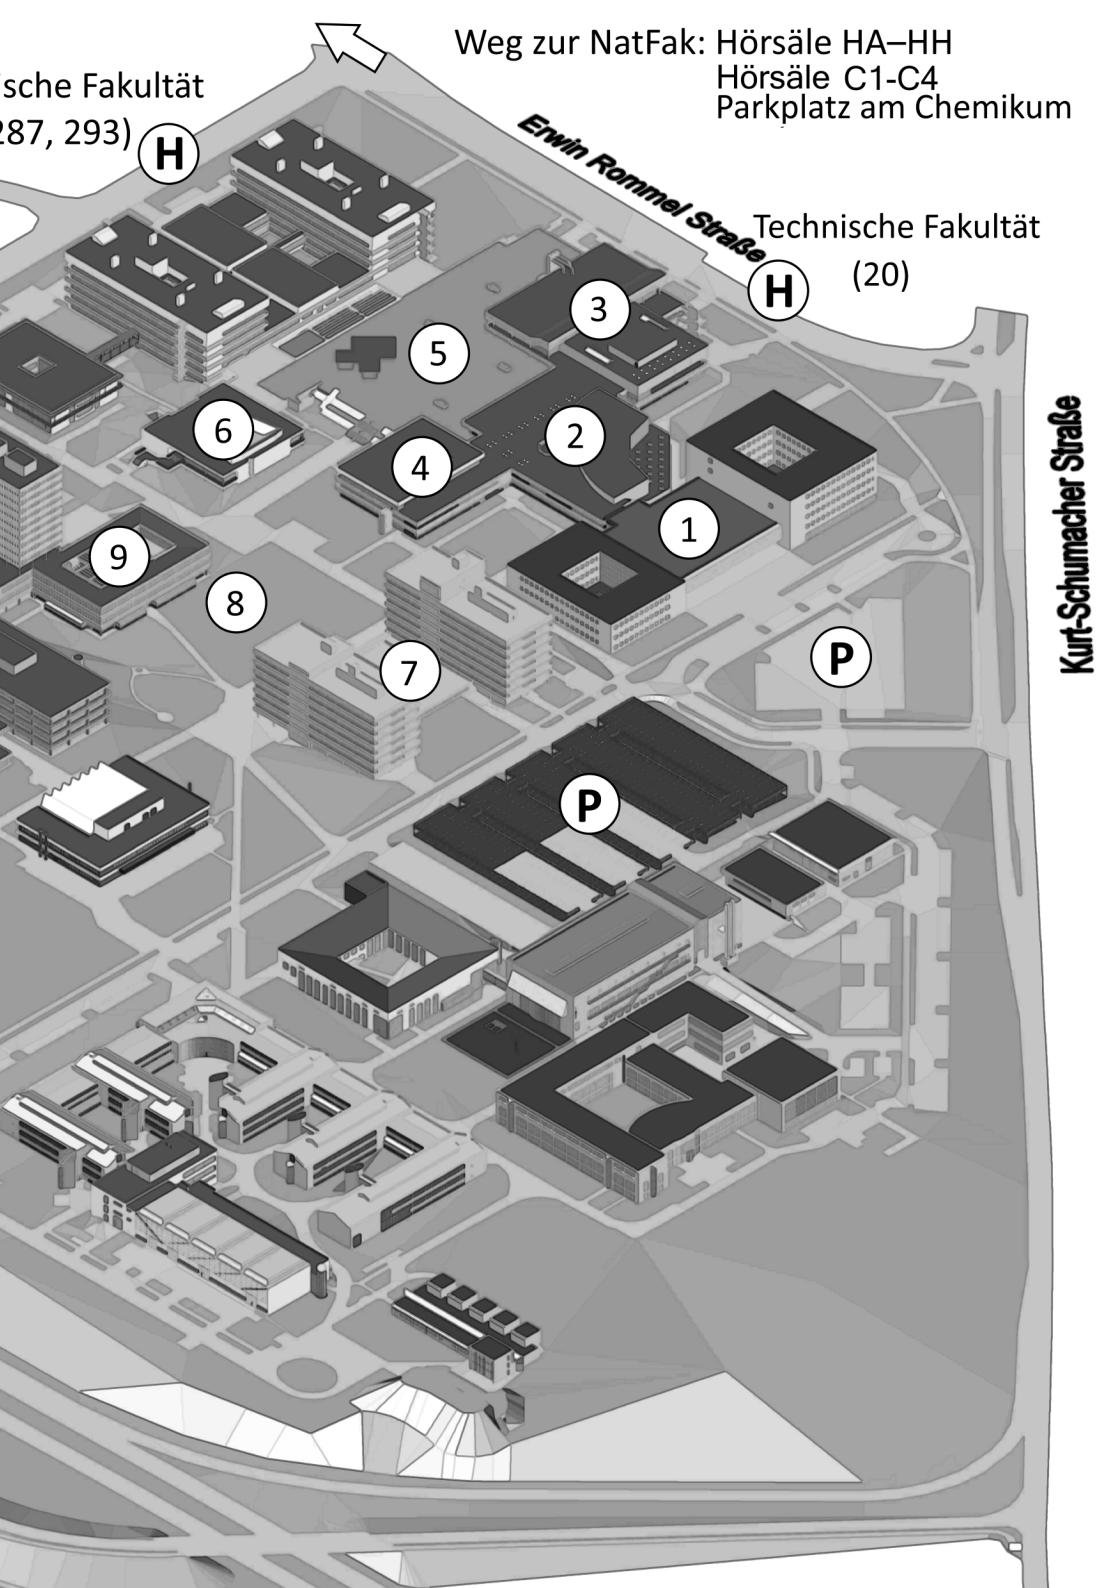 Weg zur NatFak: Hörsäle HA–HH
Hörsäle C1-C4
Parkplatz am Chemikum
ische Fakultät
287, 293)
H
Erwin Rommel Straße
Technische Fakultät
(20)
H
3
5
6
2
4
1
9
8
7
P
Kurt-Schumacher Straße
P